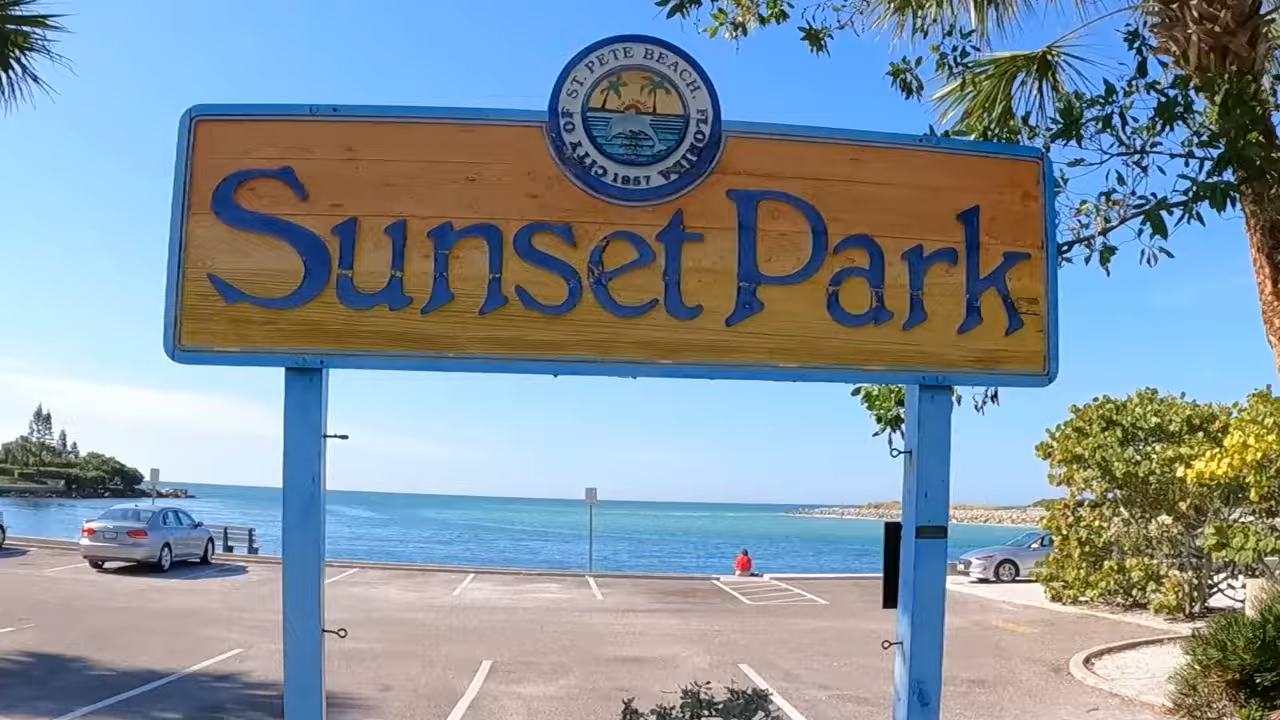 CITY OF ST. PETE BEACH, FLORIDA
1957
Sunset Park